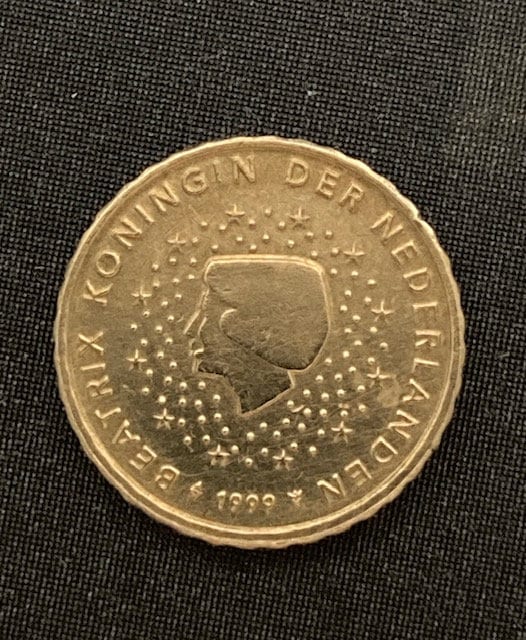 BEATRIX KONINGIN DER NEDERLANDEN
1999